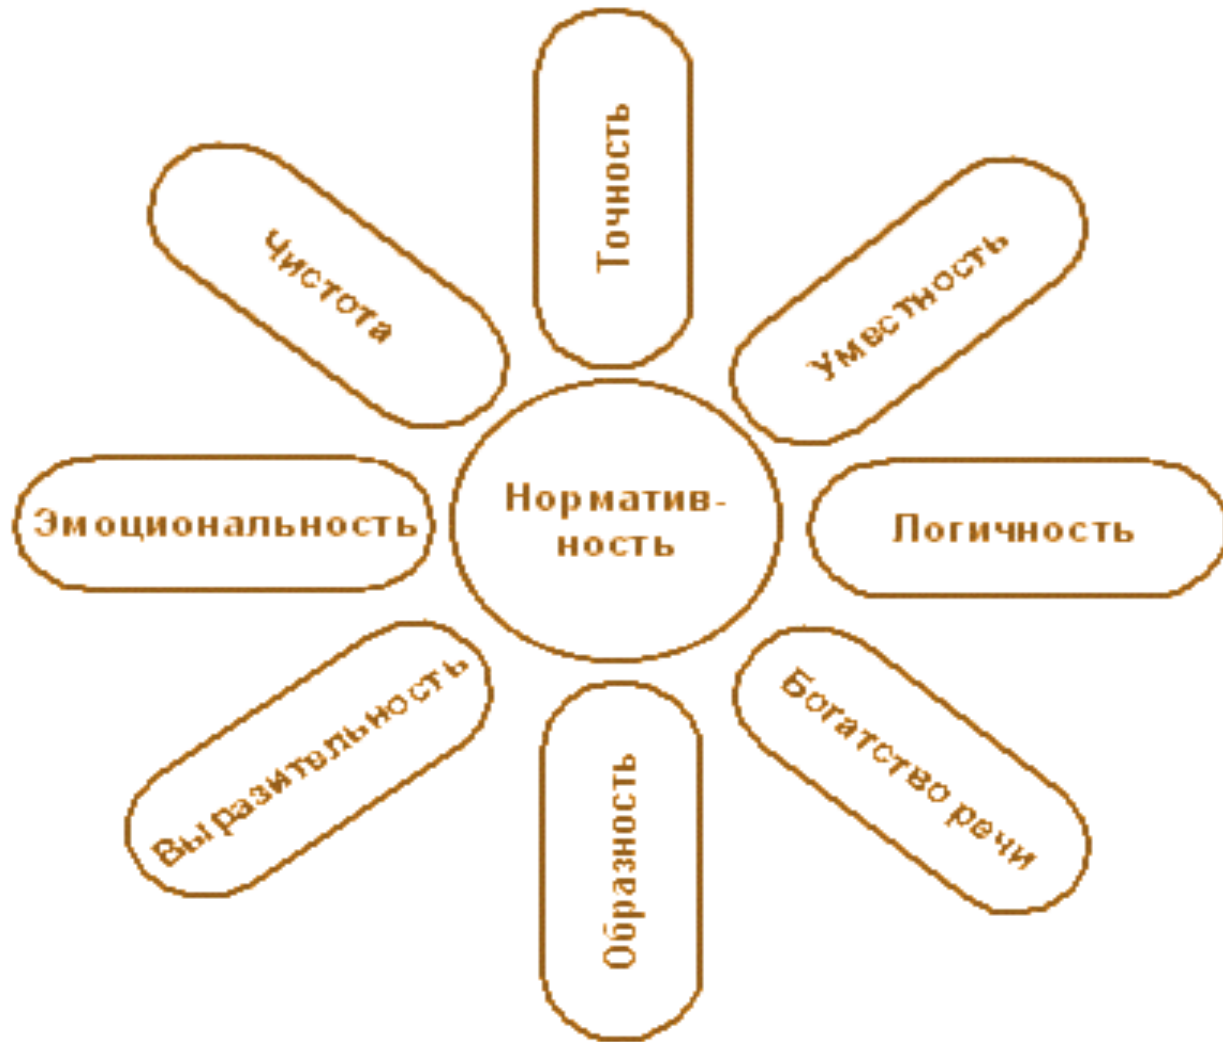 Точность
Чистота
Уместность
Эмоциональность
Норматив-
ность
Логичность
Выразительность
Образность
Богатство речи